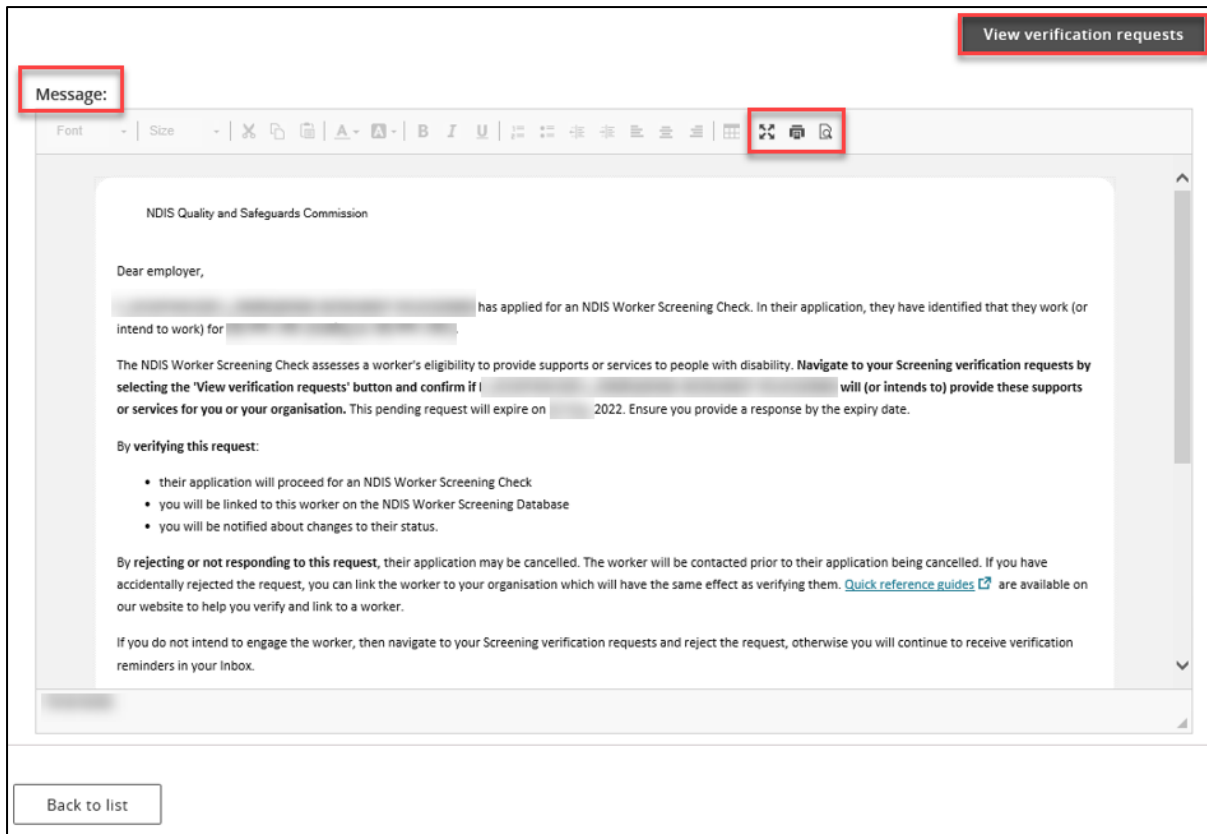 View verification requests
Message:
Font
Size
A
A
B I U
NDIS Quality and Safeguards Commission
Dear employer,
has applied for an NDIS Worker Screening Check. In their application, they have identified that they work (or
intend to work) for
The NDIS Worker Screening Check assesses a worker's eligibility to provide supports or services to people with disability. Navigate to your Screening verification requests by
selecting the 'View verification requests' button and confirm if will (or intends to) provide these supports
or services for you or your organisation. This pending request will expire on 2022. Ensure you provide a response by the expiry date.
By verifying this request:
• their application will proceed for an NDIS Worker Screening Check
• you will be linked to this worker on the NDIS Worker Screening Database
• you will be notified about changes to their status.
By rejecting or not responding to this request, their application may be cancelled. The worker will be contacted prior to their application being cancelled. If you have
accidentally rejected the request, you can link the worker to your organisation which will have the same effect as verifying them. Quick reference guides are available on
our website to help you verify and link to a worker.
If you do not intend to engage the worker, then navigate to your Screening verification requests and reject the request, otherwise you will continue to receive verification
reminders in your Inbox.
Back to list